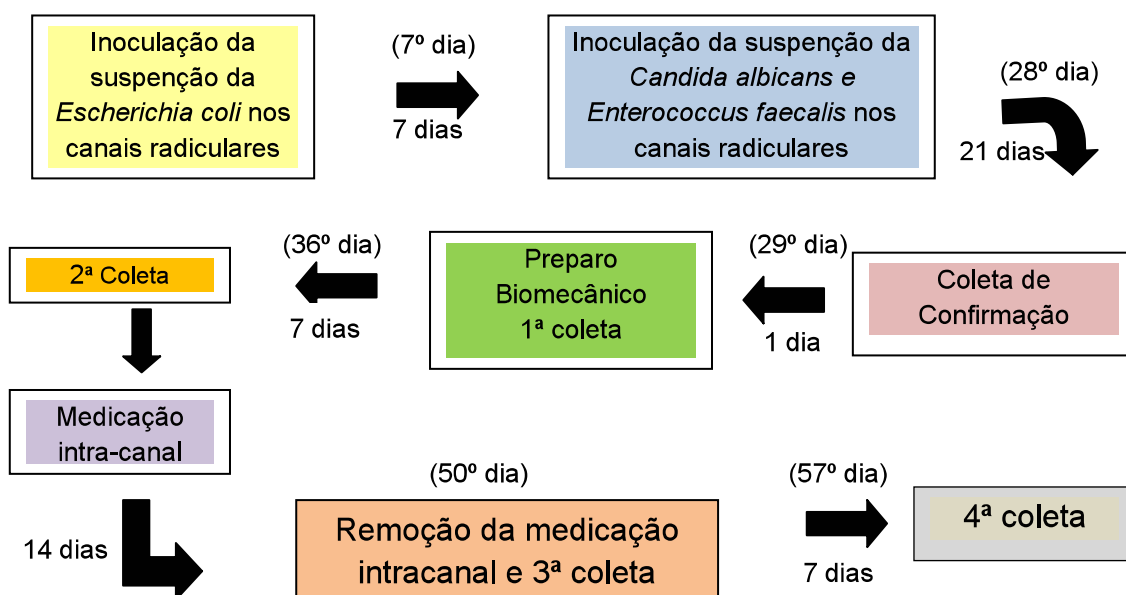 Inoculação da
suspenção da
Escherichia coli nos
canais radiculares
(7º dia)
7 dias
Inoculação da suspenção da
Candida albicans e
Enterococcus faecalis nos
canais radiculares
(28º dia)
21 dias
Coleta de
Confirmação
(29º dia)
1 dia
Preparo
Biomecânico
1ª coleta
(36º dia)
7 dias
2ª Coleta
Medicação
intra-canal
14 dias
(50º dia)
Remoção da medicação
intracanal e 3ª coleta
(57º dia)
7 dias
4ª coleta